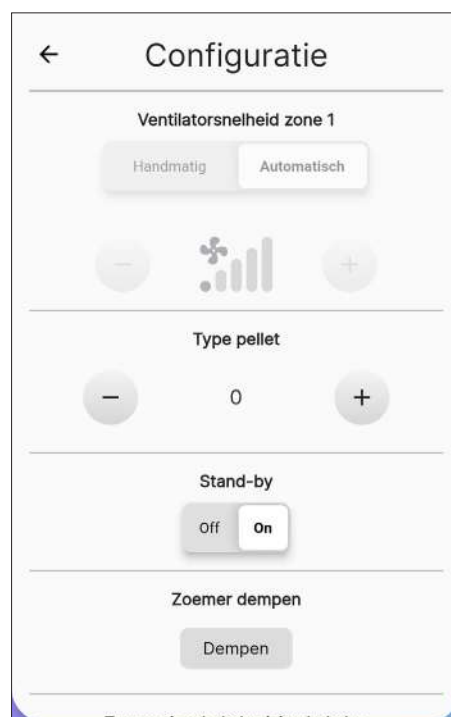 Configuratie
Ventilatorsnelheid zone 1
Handmatig Automatisch
Type pellet
0
Stand-by
Off On
Zoemer dempen
Dempen